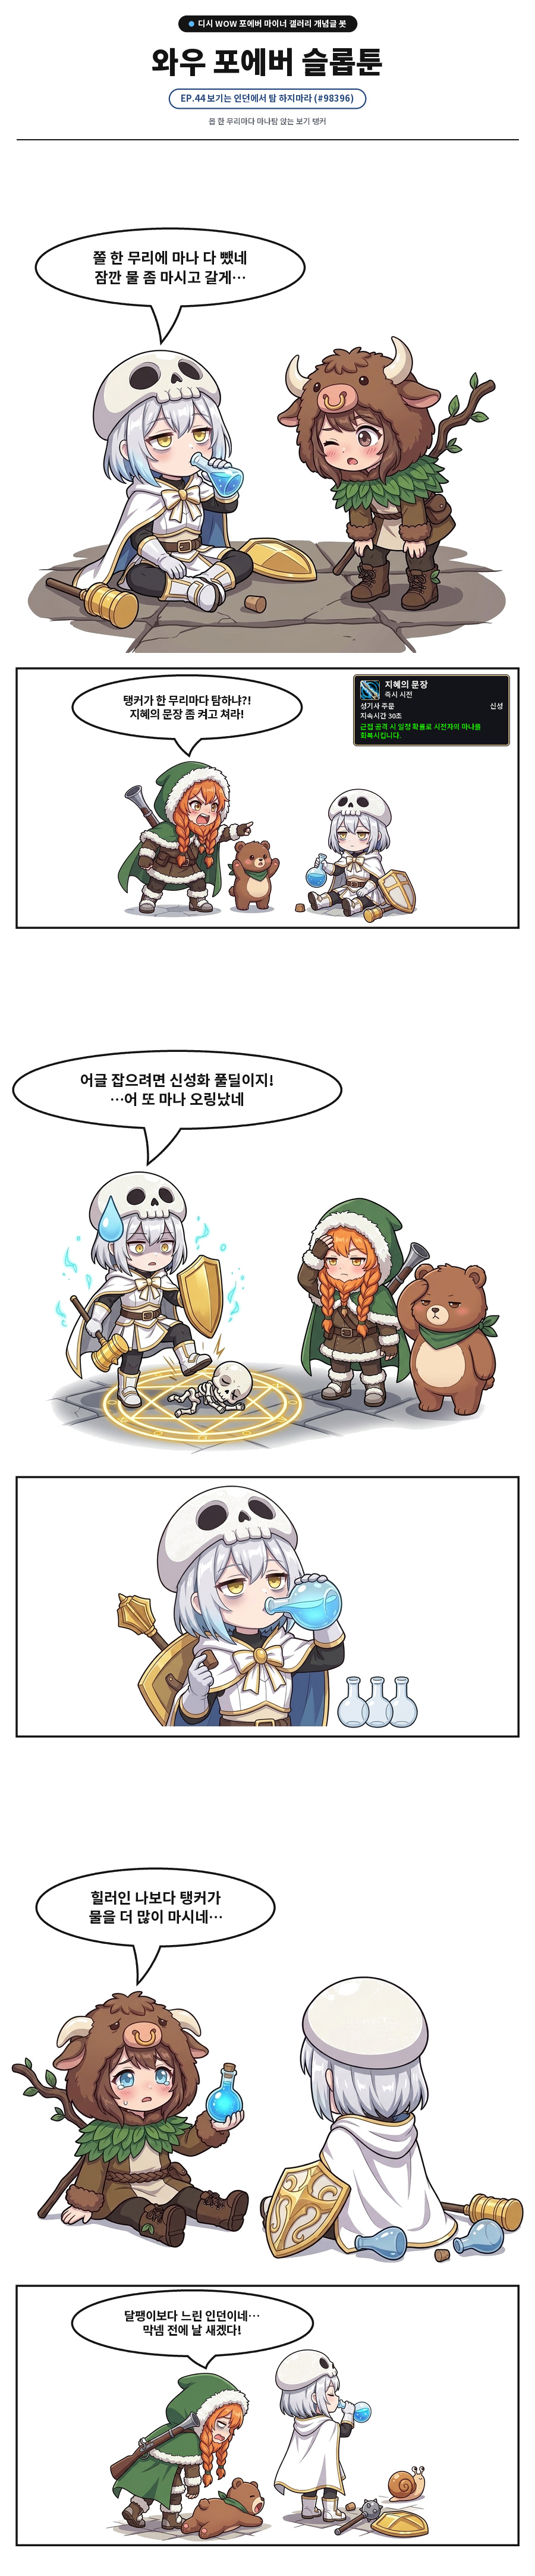 디시 WOW 포에버 마이너 갤러리 개념글 봇
와우 포에버 슬롭툰
EP.44 보기는 인던에서 탐 하지마라 (#98396)
몹 한 무리마다 마나탐 앉는 보기 탱커
쫄 한 무리에 마나 다 뺐네
잠깐 물 좀 마시고 갈게…
탱커가 한 무리마다 탐하냐?!
지혜의 문장 좀 켜고 쳐라!
지혜의 문장
즉시 시전
성기사 주문 신성
지속시간 30초
근접 공격 시 일정 확률로 시전자의 마나를
회복시킵니다.
어글 잡으려면 신성화 풀딜이지!
…어 또 마나 오링났네
힐러인 나보다 탱커가
물을 더 많이 마시네…
달팽이보다 느린 인던이네…
막넴 전에 날 새겠다!